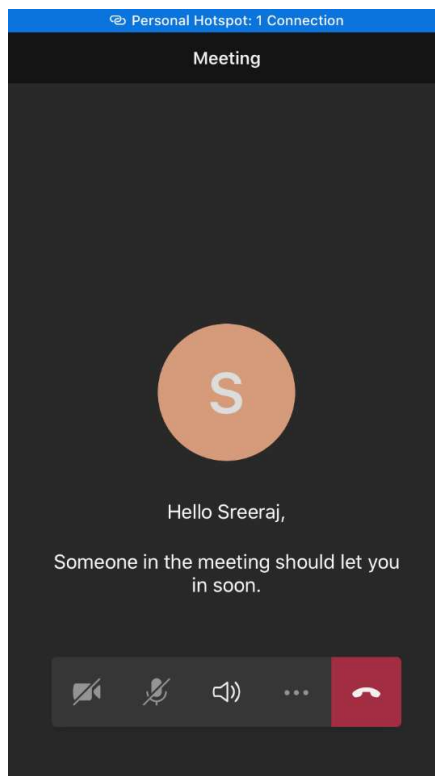 Personal Hotspot: 1 Connection
Meeting
S
Hello Sreeraj,
Someone in the meeting should let you
in soon.